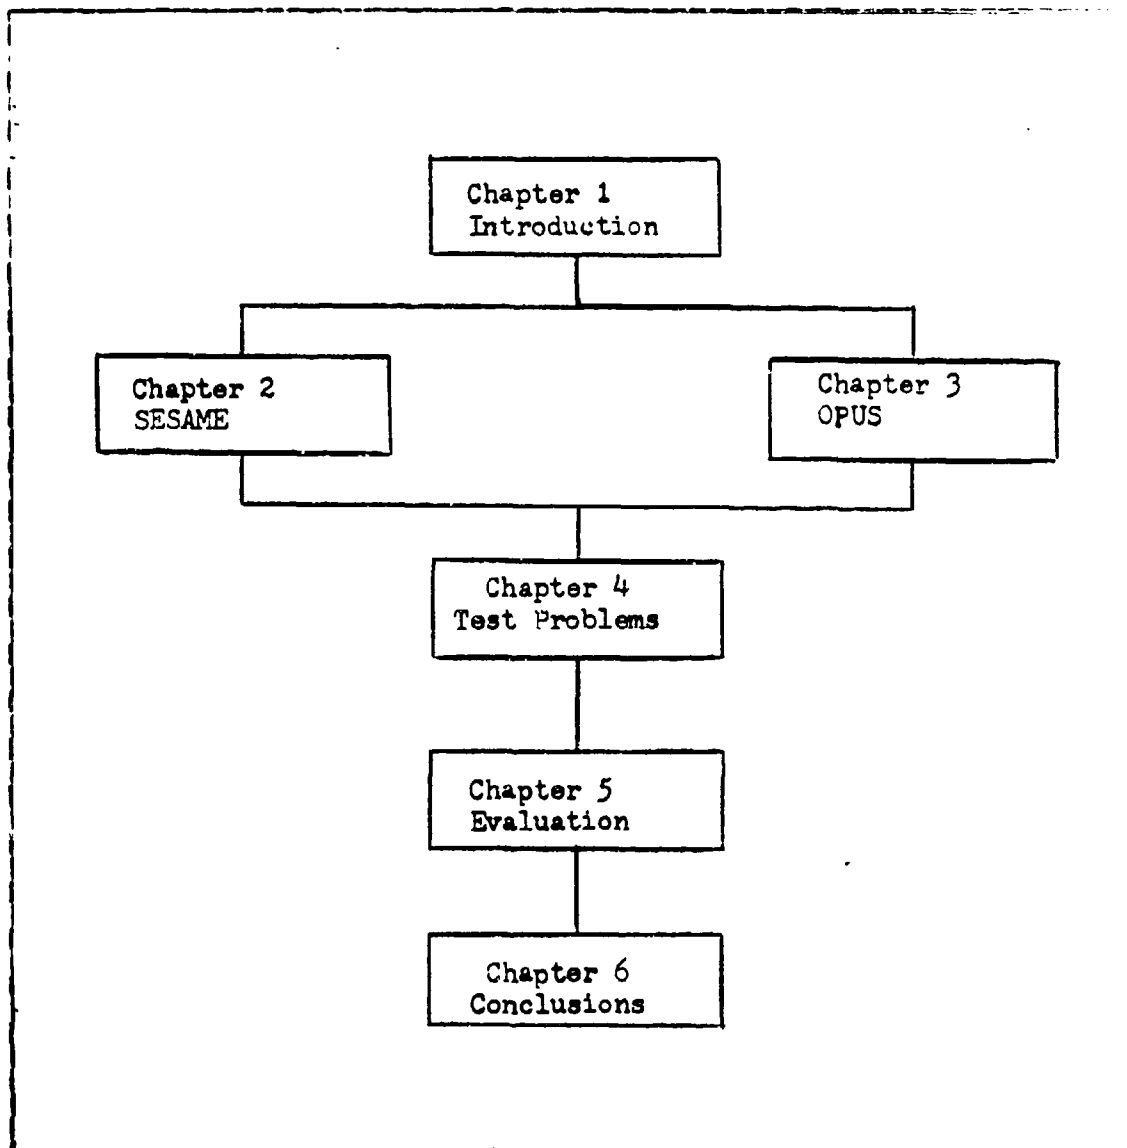 Chapter 1
Introduction
Chapter 2
SESAME
Chapter 3
OPUS
Chapter 4
Test Problems
Chapter 5
Evaluation
Chapter 6
Conclusions